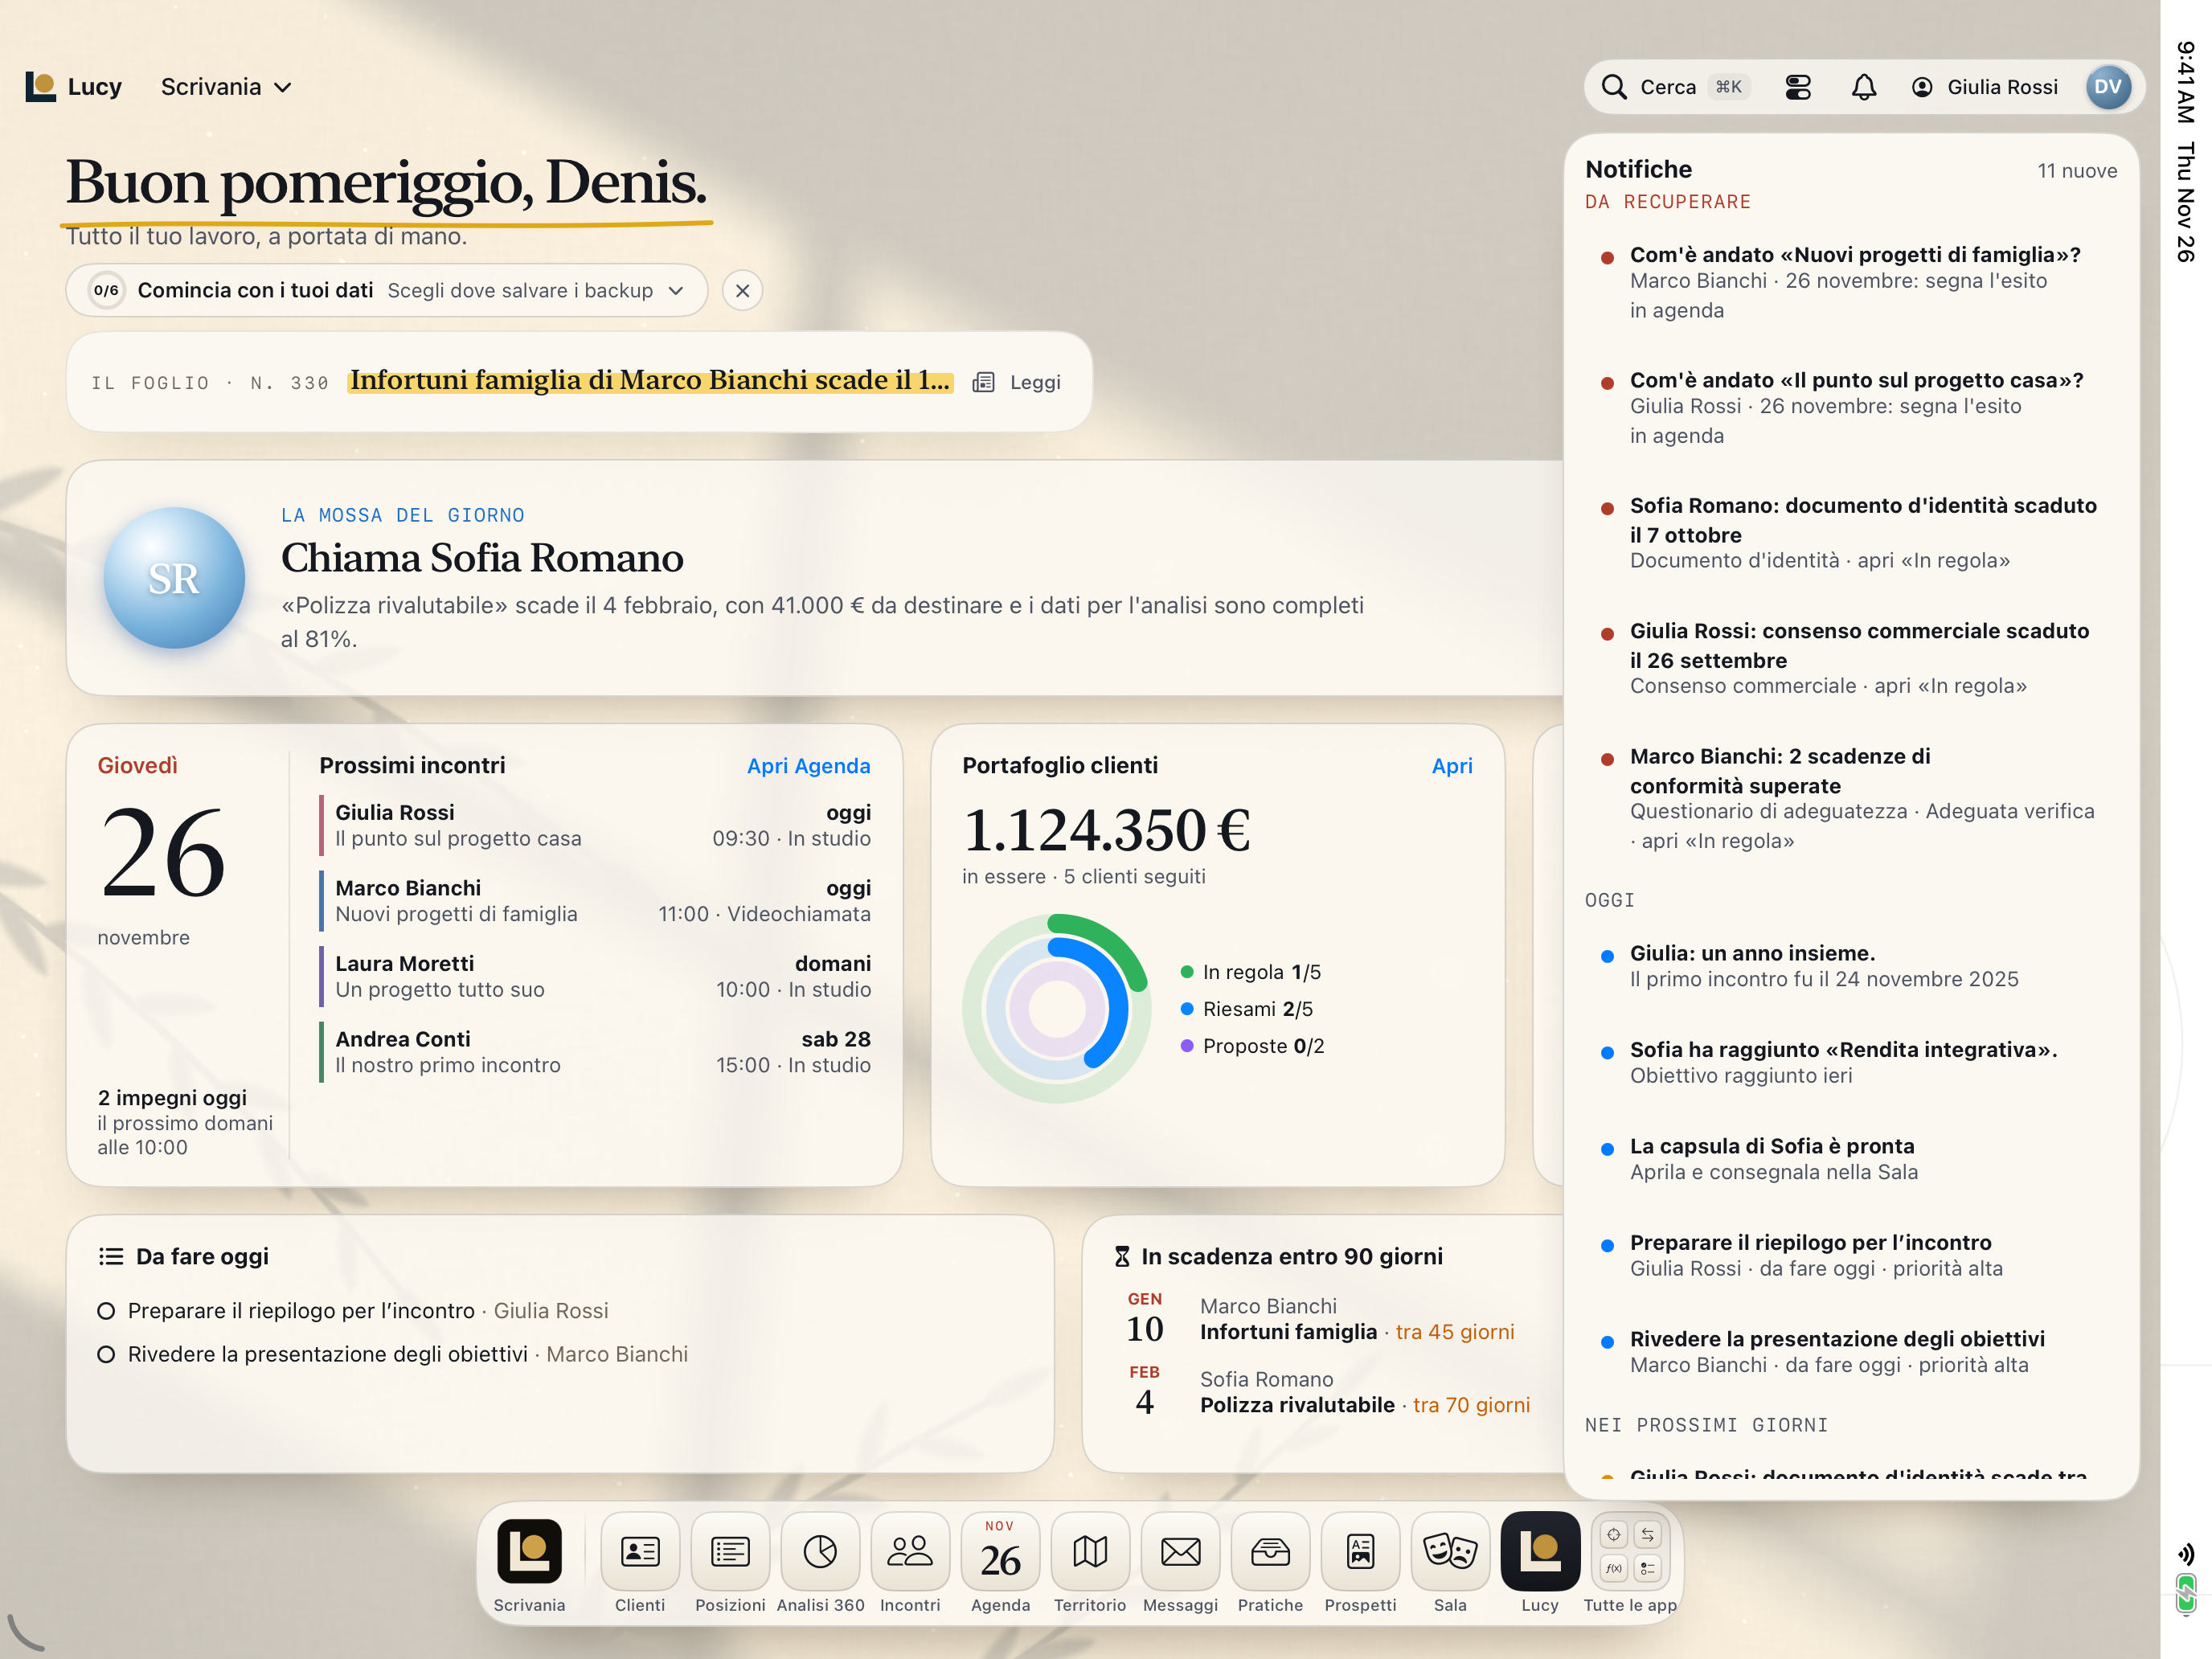 Lucy
Scrivania
Cerca ⌘K
Giulia Rossi
DV
Buon pomeriggio, Denis.
Tutto il tuo lavoro, a portata di mano.
0/6 Comincia con i tuoi dati Scegli dove salvare i backup
IL FOGLIO · N. 330 Infortuni famiglia di Marco Bianchi scade il 1... Leggi
SR
LA MOSSA DEL GIORNO
Chiama Sofia Romano
«Polizza rivalutabile» scade il 4 febbraio, con 41.000 € da destinare e i dati per l'analisi sono completi
al 81%.
Giovedì
26
novembre
2 impegni oggi
il prossimo domani
alle 10:00
Prossimi incontri Apri Agenda
Giulia Rossi oggi
Il punto sul progetto casa 09:30 · In studio
Marco Bianchi oggi
Nuovi progetti di famiglia 11:00 · Videochiamata
Laura Moretti domani
Un progetto tutto suo 10:00 · In studio
Andrea Conti sab 28
Il nostro primo incontro 15:00 · In studio
Portafoglio clienti Apri
1.124.350 €
in essere · 5 clienti seguiti
In regola 1/5
Riesami 2/5
Proposte 0/2
Da fare oggi
Preparare il riepilogo per l’incontro · Giulia Rossi
Rivedere la presentazione degli obiettivi · Marco Bianchi
In scadenza entro 90 giorni
GEN
10
Marco Bianchi
Infortuni famiglia · tra 45 giorni
FEB
4
Sofia Romano
Polizza rivalutabile · tra 70 giorni
Notifiche 11 nuove
DA RECUPERARE
Com'è andato «Nuovi progetti di famiglia»?
Marco Bianchi · 26 novembre: segna l'esito
in agenda
Com'è andato «Il punto sul progetto casa»?
Giulia Rossi · 26 novembre: segna l'esito
in agenda
Sofia Romano: documento d'identità scaduto
il 7 ottobre
Documento d'identità · apri «In regola»
Giulia Rossi: consenso commerciale scaduto
il 26 settembre
Consenso commerciale · apri «In regola»
Marco Bianchi: 2 scadenze di
conformità superate
Questionario di adeguatezza · Adeguata verifica
· apri «In regola»
OGGI
Giulia: un anno insieme.
Il primo incontro fu il 24 novembre 2025
Sofia ha raggiunto «Rendita integrativa».
Obiettivo raggiunto ieri
La capsula di Sofia è pronta
Aprila e consegnala nella Sala
Preparare il riepilogo per l’incontro
Giulia Rossi · da fare oggi · priorità alta
Rivedere la presentazione degli obiettivi
Marco Bianchi · da fare oggi · priorità alta
NEI PROSSIMI GIORNI
Giulia Rossi: documento d'identità scade tra
NOV
26
f(x)
Scrivania
Clienti
Posizioni
Analisi 360
Incontri
Agenda
Territorio
Messaggi
Pratiche
Prospetti
Sala
Lucy
Tutte le app
9:41 AM Thu Nov 26